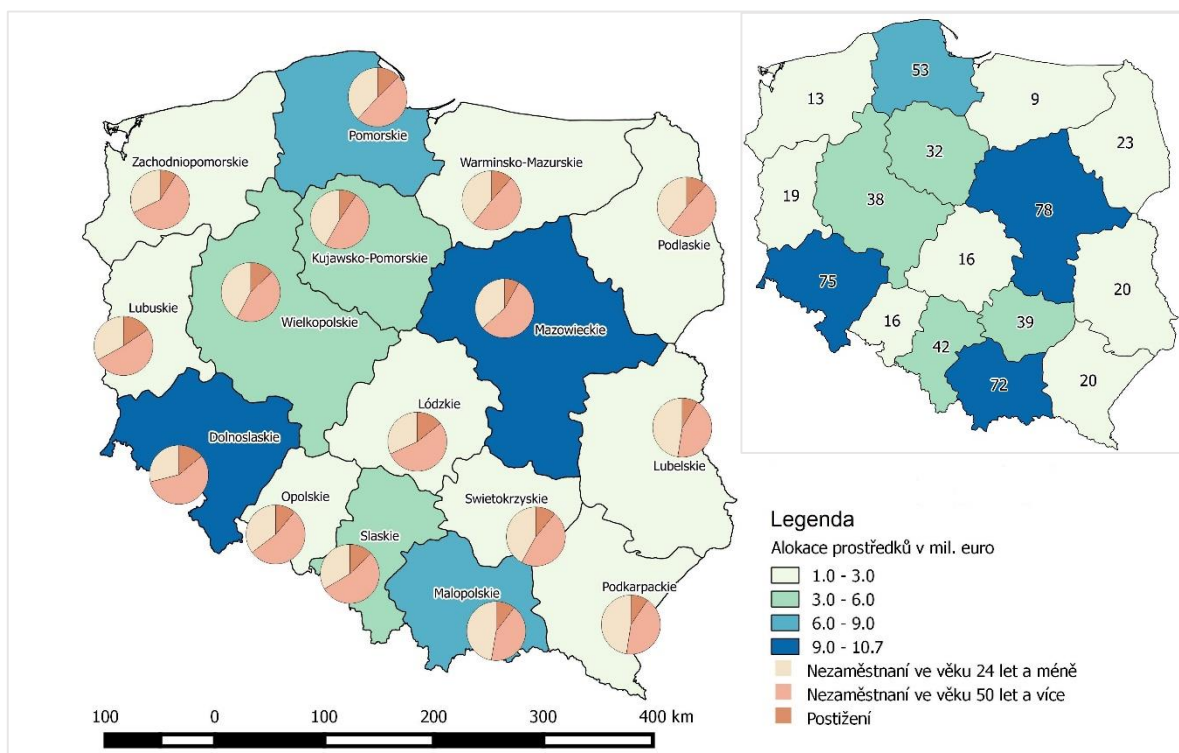 Pomorskie
Zachodniopomorskie
Warminsko-Mazurskie
Podlaskie
Kujawsko-Pomorskie
Lubuskie
Wielkopolskie
Mazowieckie
Lódzkie
Dolnoslaskie
Lubelskie
Opolskie
Swietokrzyskie
Slaskie
Malopolskie
Podkarpackie
100 0 100 200 300 400 km
53
13
9
23
32
19
38
78
16
75
20
16
39
42
72
20
Legenda
Alokace prostředků v mil. euro
1.0 - 3.0
3.0 - 6.0
6.0 - 9.0
9.0 - 10.7
Nezaměstnaní ve věku 24 let a méně
Nezaměstnaní ve věku 50 let a více
Postižení